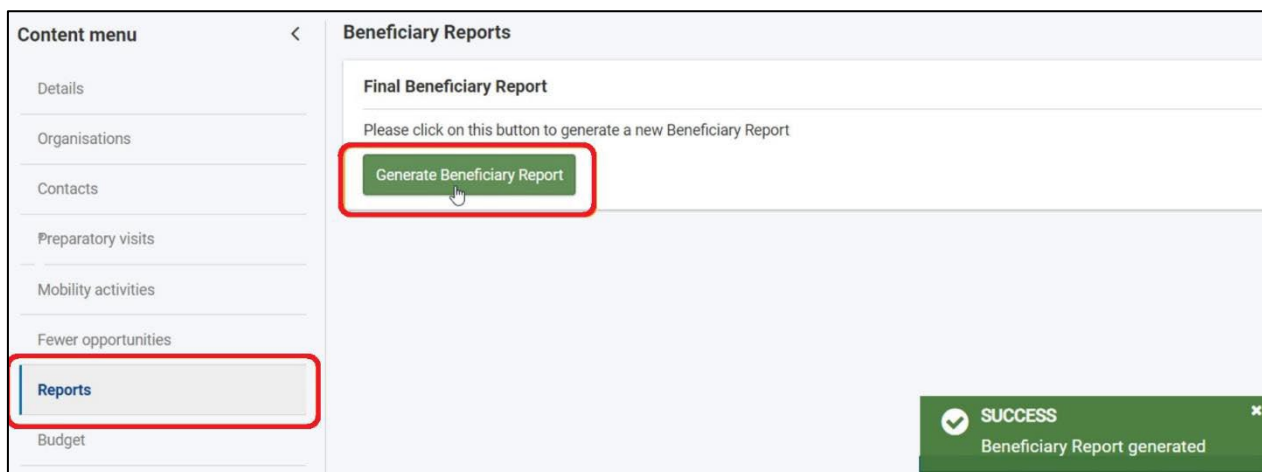 Content menu
Details
Organisations
Contacts
Preparatory visits
Mobility activities
Fewer opportunities
Reports
Budget
Beneficiary Reports
Final Beneficiary Report
Please click on this button to generate a new Beneficiary Report
Generate Beneficiary Report
SUCCESS
Beneficiary Report generated